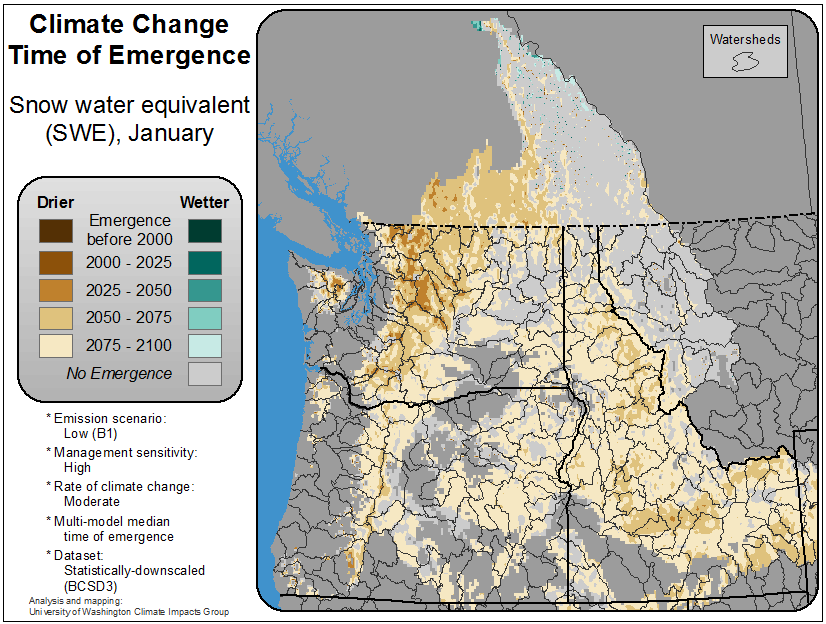 Climate Change
Time of Emergence
Snow water equivalent
(SWE), January
Drier
Wetter
Emergence
before 2000
2000 - 2025
2025 - 2050
2050 - 2075
2075 - 2100
No Emergence
* Emission scenario:
Low (B1)
* Management sensitivity:
High
* Rate of climate change:
Moderate
* Multi-model median
time of emergence
* Dataset:
Statistically-downscaled
(BCSD3)
Analysis and mapping:
University of Washington Climate Impacts Group
Watersheds